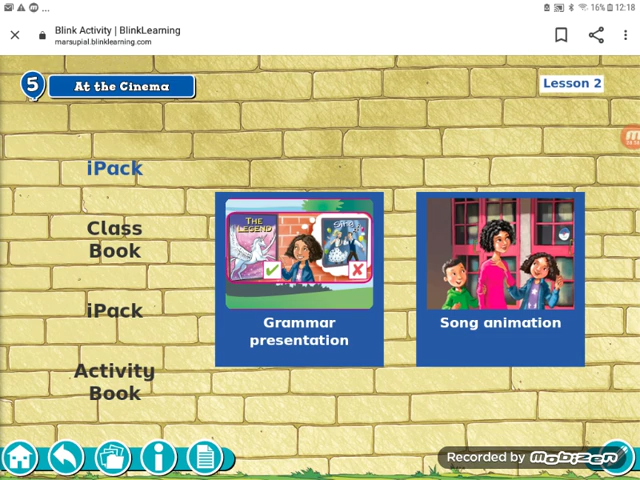 16% 12:18
Blink Activity | BlinkLearning
marsupial.blinklearning.com
5 At the Cinema
Lesson 2
iPack
Class
Book
iPack
Activity
Book
THE
LEGEND
Grammar
presentation
Song animation
Recorded by Mobizen